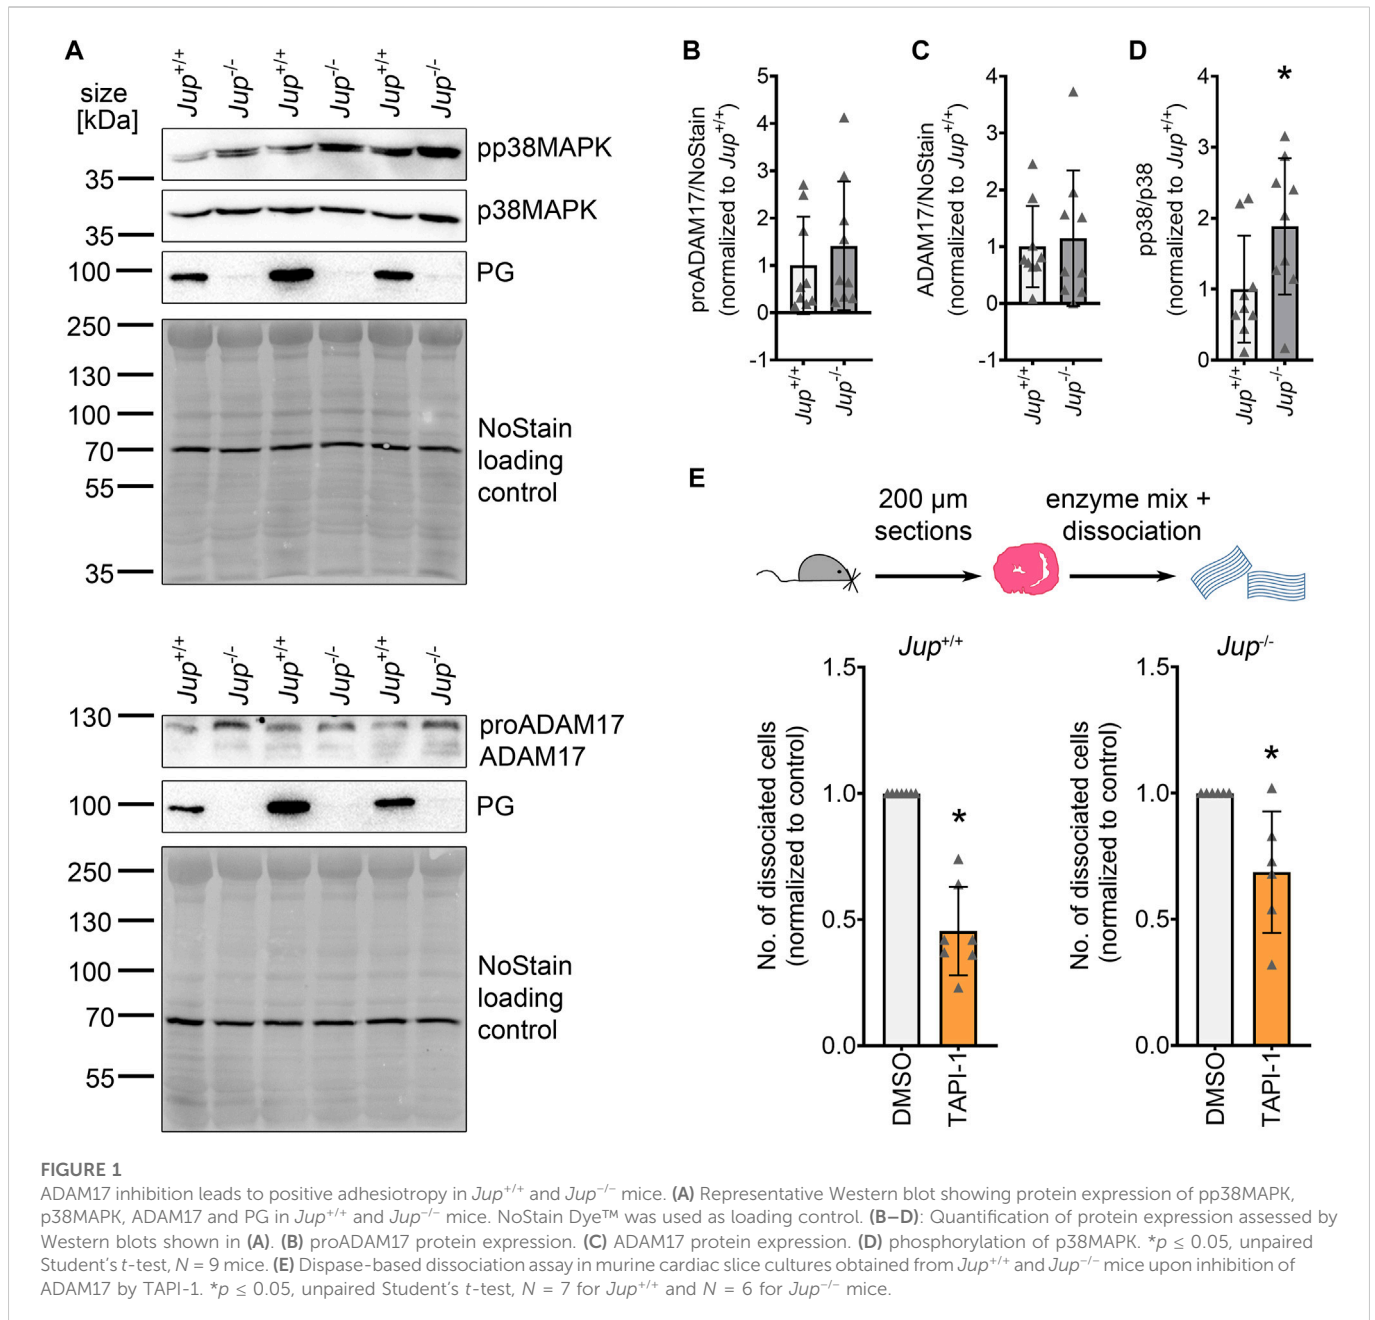 A
size
[kDa]
Jup+/+
Jup-/-
Jup+/+
Jup-/-
Jup+/+
Jup-/-
pp38MAPK
35
p38MAPK
35
100
PG
250
130
100
70
55
35
NoStain
loading
control
Jup+/+
Jup-/-
Jup+/+
Jup-/-
Jup+/+
Jup-/-
130
proADAM17
ADAM17
100
PG
250
130
100
70
55
NoStain
loading
control
B
proADAM17/NoStain
(normalized to Jup+/+)
5
4
3
2
1
0
-1
Jup+/+
Jup-/-
C
ADAM17/NoStain
(normalized to Jup+/+)
4
3
2
1
0
-1
Jup+/+
Jup-/-
D
pp38/p38
(normalized to Jup+/+)
4
3
2
1
0
*
Jup+/+
Jup-/-
E
200 µm
sections
enzyme mix +
dissociation
Jup+/+
No. of dissociated cells
(normalized to control)
1.5
1.0
0.5
0.0
*
DMSO
TAPI-1
Jup-/-
No. of dissociated cells
(normalized to control)
1.5
1.0
0.5
0.0
*
DMSO
TAPI-1
FIGURE 1
ADAM17 inhibition leads to positive adhesiotropy in Jup+/+ and Jup−/− mice. (A) Representative Western blot showing protein expression of pp38MAPK,
p38MAPK, ADAM17 and PG in Jup+/+ and Jup−/− mice. NoStain Dye™ was used as loading control. (B–D): Quantification of protein expression assessed by
Western blots shown in (A). (B) proADAM17 protein expression. (C) ADAM17 protein expression. (D) phosphorylation of p38MAPK. *p ≤ 0.05, unpaired
Student's t-test, N = 9 mice. (E) Dispase-based dissociation assay in murine cardiac slice cultures obtained from Jup+/+ and Jup−/− mice upon inhibition of
ADAM17 by TAPI-1. *p ≤ 0.05, unpaired Student's t-test, N = 7 for Jup+/+ and N = 6 for Jup−/− mice.